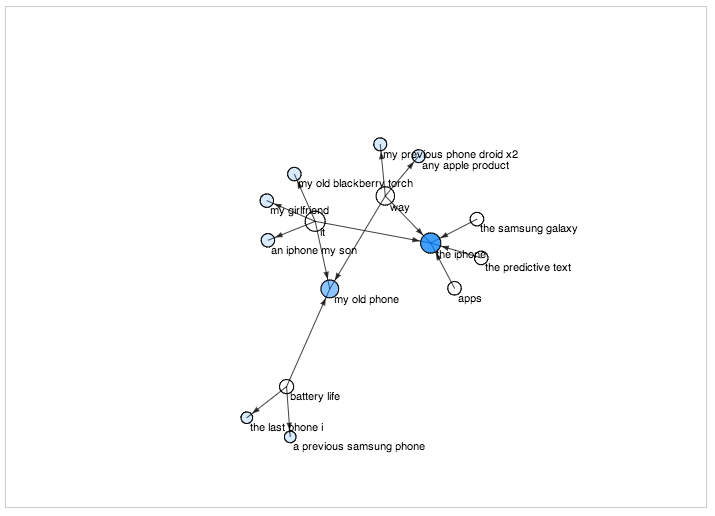 my previous phone droid x2
any apple product
my old blackberry torch
way
my girlfriend
it
the samsung galaxy
an iphone my son
the iphone
the predictive text
my old phone
apps
battery life
the last phone i
a previous samsung phone